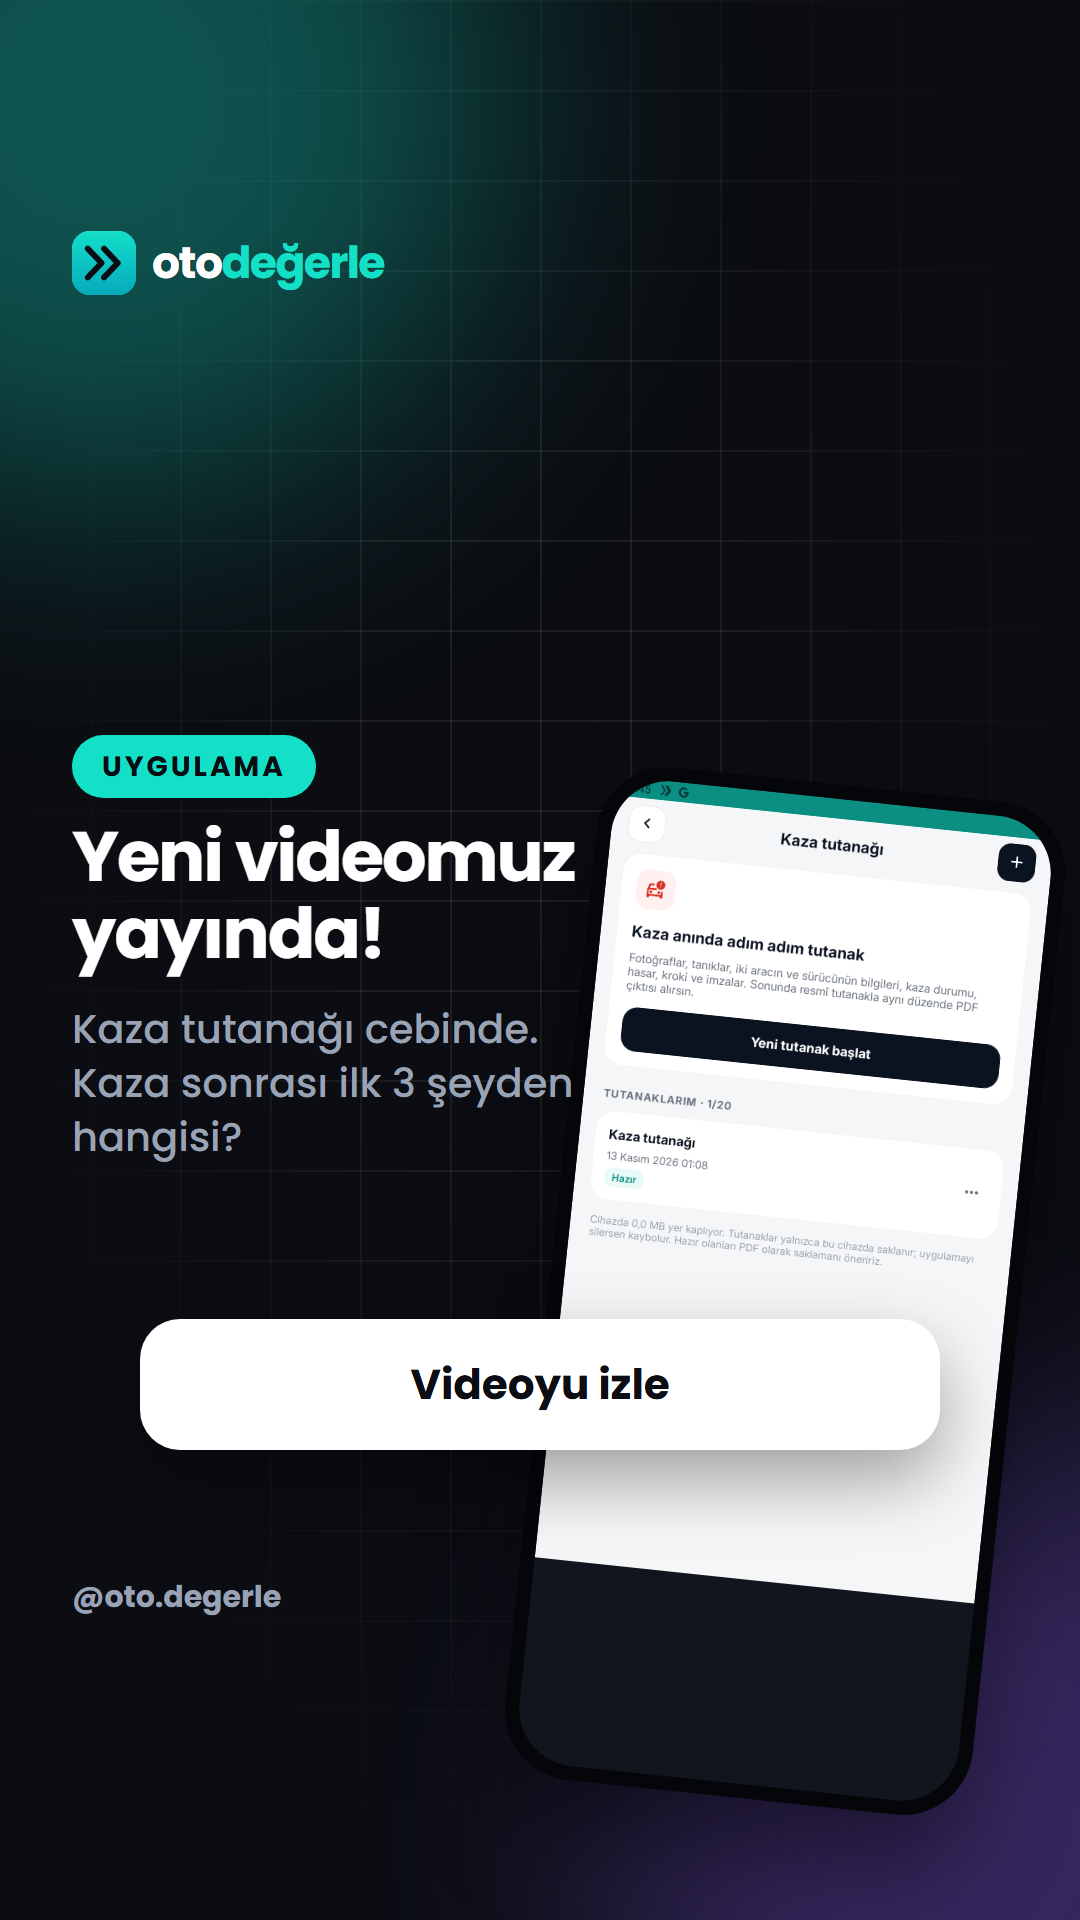 otodeğerle
UYGULAMA
Yeni videomuz
yayında!
Kaza tutanağı cebinde.
Kaza sonrası ilk 3 şeyden
hangisi?
Kaza tutanağı
Kaza anında adım adım tutanak
Fotoğraflar, tanıklar, iki aracın ve sürücünün bilgileri, kaza durumu,
hasar, kroki ve imzalar. Sonunda resmî tutanakla aynı düzende PDF
çıktısı alırsın.
Yeni tutanak başlat
TUTANAKLARIM · 1/20
Kaza tutanağı
13 Kasım 2026 01:08
Hazır
Cihazda 0,0 MB yer kaplıyor. Tutanaklar yalnızca bu cihazda saklanır; uygulamayı
silersen kaybolur. Hazır olanları PDF olarak saklamanı öneririz.
Videoyu izle
@oto.degerle